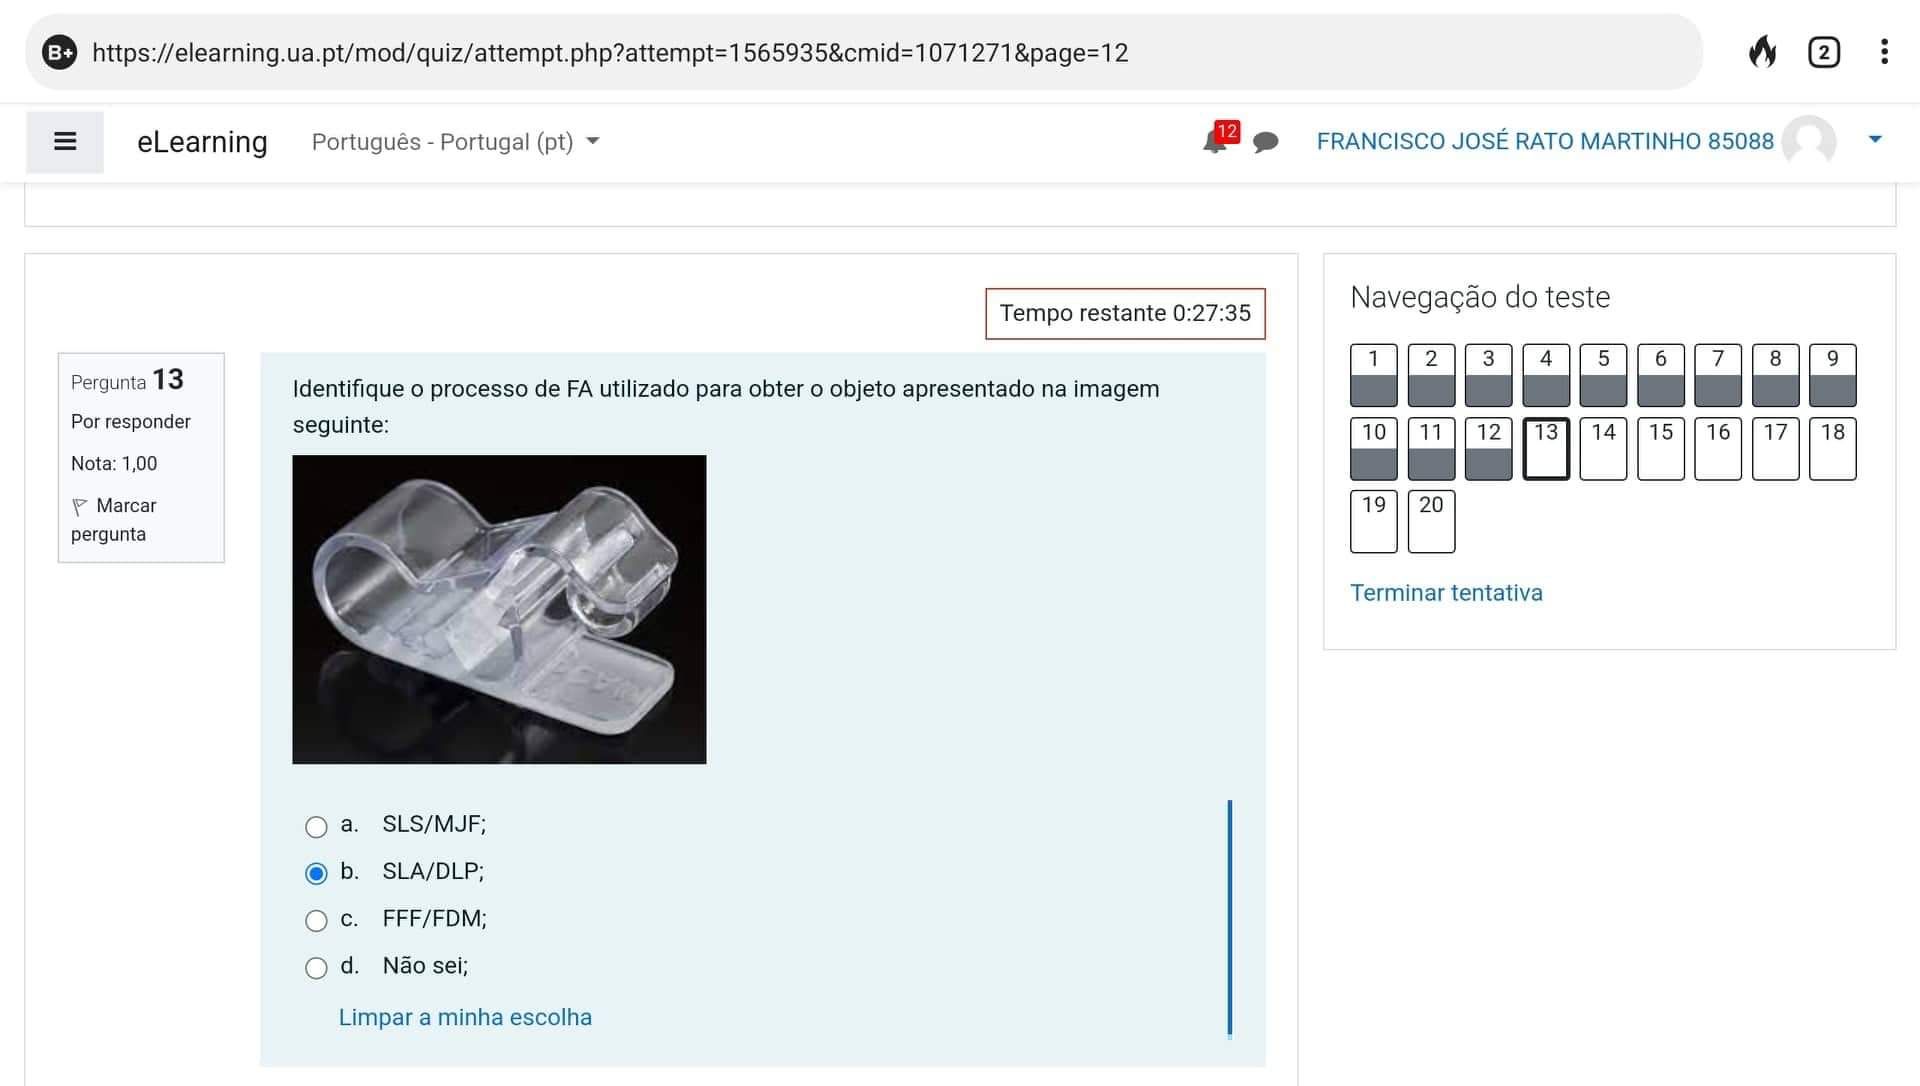 B+ https://elearning.ua.pt/mod/quiz/attempt.php?attempt=1565935&cmid=1071271&page=12
2
eLearning
Português - Portugal (pt)
12
FRANCISCO JOSÉ RATO MARTINHO 85088
Tempo restante 0:27:35
Pergunta 13
Por responder
Nota: 1,00
Marcar
pergunta
Identifique o processo de FA utilizado para obter o objeto apresentado na imagem
seguinte:
a. SLS/MJF;
b. SLA/DLP;
c. FFF/FDM;
d. Não sei;
Limpar a minha escolha
Navegação do teste
1 2 3 4 5 6 7 8 9
10 11 12 13 14 15 16 17 18
19 20
Terminar tentativa